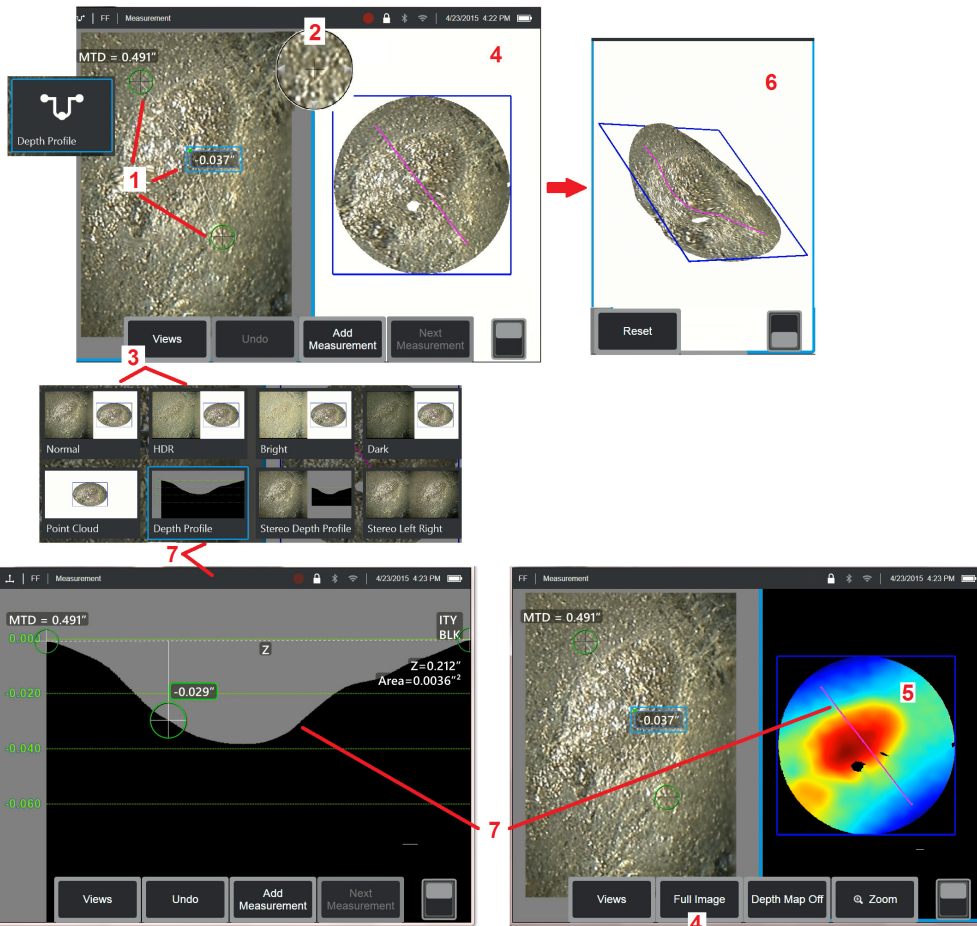 FF | Measurement
4/23/2015 4:22 PM
2
4
MTD = 0.491"
Depth Profile
-0.037"
1
6
Views
Undo
Add Measurement
Next Measurement
Reset
3
Normal
HDR
Bright
Dark
Point Cloud
Depth Profile
Stereo Depth Profile
Stereo Left Right
7
FF | Measurement
4/23/2015 4:23 PM
MTD = 0.491"
ITY
BLK
0.000
Z
Z=0.212"
Area=0.0036"²
-0.020
-0.029"
-0.040
-0.060
Views
Undo
Add Measurement
Next Measurement
7
FF | Measurement
4/23/2015 4:23 PM
MTD = 0.491"
5
-0.037"
Views
Full Image
Depth Map Off
Zoom
4